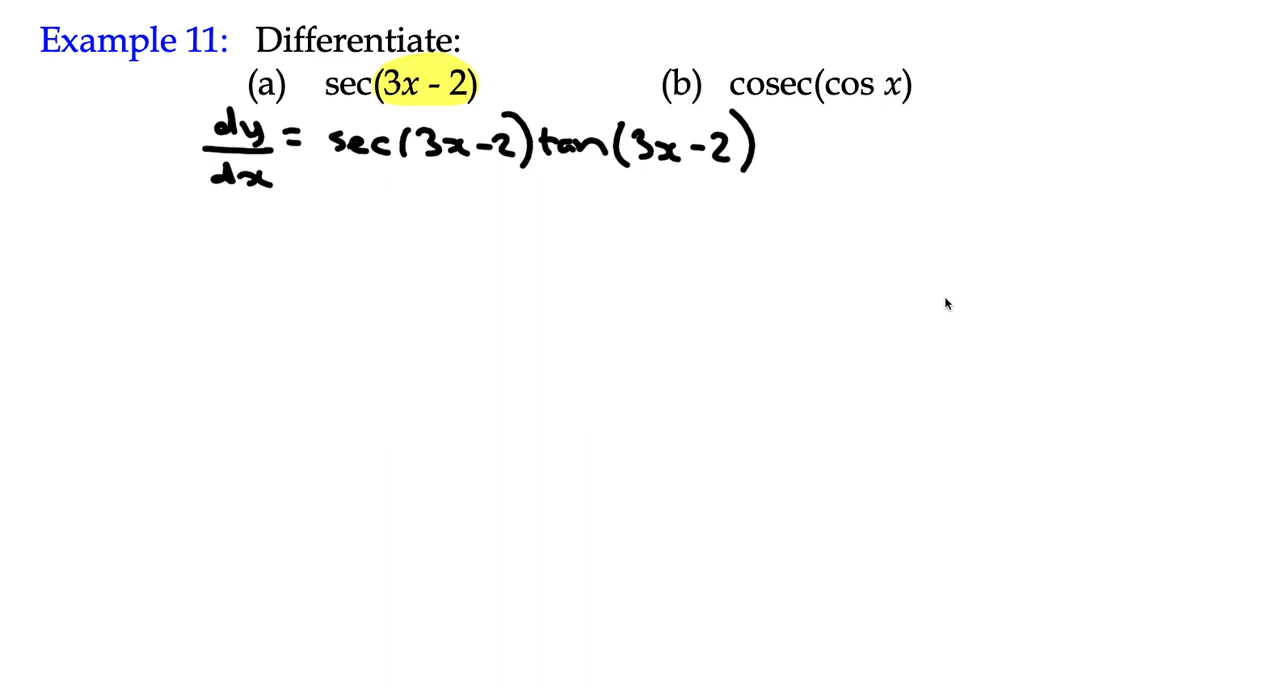 Example 11: Differentiate:
(a) sec(3x - 2) (b) cosec(cos x)
dy/dx = sec(3x-2)tan(3x-2)